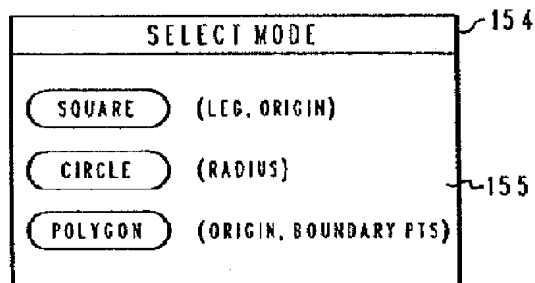 SELECT MODE
154
SQUARE (LEG, ORIGIN)
CIRCLE (RADIUS)
155
POLYGON (ORIGIN, BOUNDARY PTS)